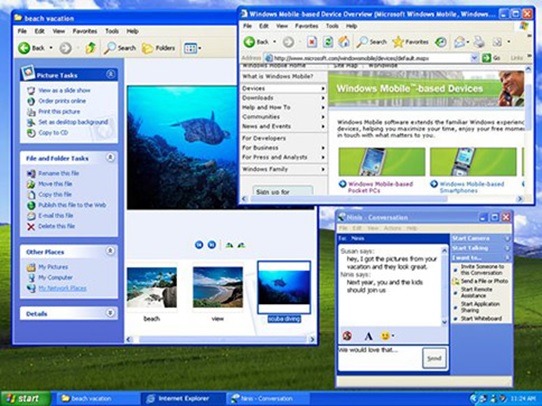 beach vacation
File Edit View Favorites Tools Help
Back Search Folders
Picture Tasks
View as a slide show
Order prints online
Print this picture
Set as desktop background
Copy to CD
File and Folder Tasks
Rename this file
Move this file
Copy this file
Publish this file to the Web
E-mail this file
Delete this file
Other Places
My Pictures
My Computer
My Network Places
Details
beach view scuba diving
Windows Mobile-based Device Overview (Microsoft Windows Mobile, Windows...
File Edit View Favorites Tools Help
Back Search Favorites
Address http://www.microsoft.com/windowsmobile/devices/default.mspx Go Links
Windows Mobile Home Site Map Worldwide
What is Windows Mobile?
Devices
Downloads
Help and How To
Communities
News and Events
For Developers
For Business
For Press and Analysts
Windows Family
Sign up for
Windows Mobile™-based Devices
Windows Mobile software extends the familiar Windows experience
devices, helping you maximize your time, enjoy your free momen
in touch with what matters to you.
Windows Mobile-based
Pocket PCs
Windows Mobile-based
Smartphones
Ninis - Conversation
File Edit View Actions Help
To: Ninis
Susan says:
hey, I got the pictures from your
vacation and they look great.
Ninis says:
Next year, you and the kids
should join us
We would love that...
Send
Start Camera
Start Talking
I want to...
Invite Someone to
this Conversation
Send a File or Photo
Start Remote
Assistance
Start Application
Sharing
Start Whiteboard
start beach vacation Internet Explorer Ninis - Conversation 11:24 AM